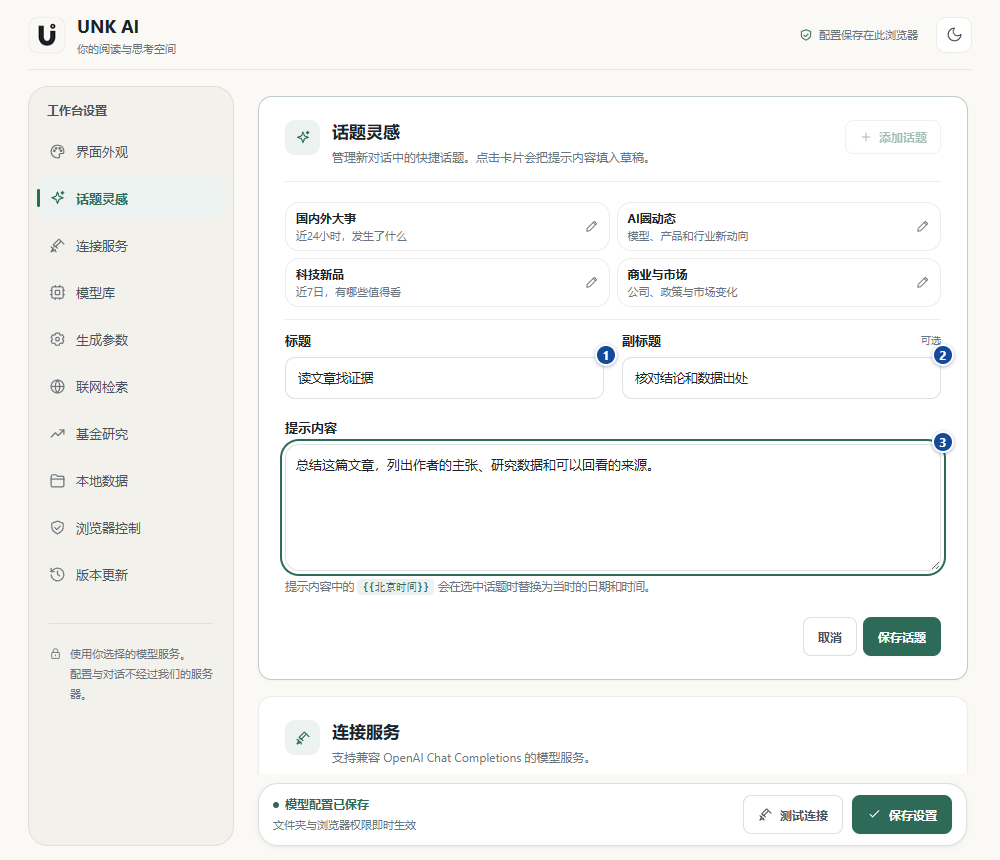 UNK AI
你的阅读与思考空间
配置保存在此浏览器
工作台设置
界面外观
话题灵感
连接服务
模型库
生成参数
联网检索
基金研究
本地数据
浏览器控制
版本更新
使用你选择的模型服务。
配置与对话不经过我们的服务
器。
话题灵感
管理新对话中的快捷话题。点击卡片会把提示内容填入草稿。
+ 添加话题
国内外大事
近24小时，发生了什么
AI圈动态
模型、产品和行业新动向
科技新品
近7日，有哪些值得看
商业与市场
公司、政策与市场变化
标题
1
副标题
可选
2
读文章找证据
核对结论和数据出处
提示内容
3
总结这篇文章，列出作者的主张、研究数据和可以回看的来源。
提示内容中的 {{北京时间}} 会在选中话题时替换为当时的日期和时间。
取消
保存话题
连接服务
支持兼容 OpenAI Chat Completions 的模型服务。
模型配置已保存
文件夹与浏览器权限即时生效
测试连接
保存设置